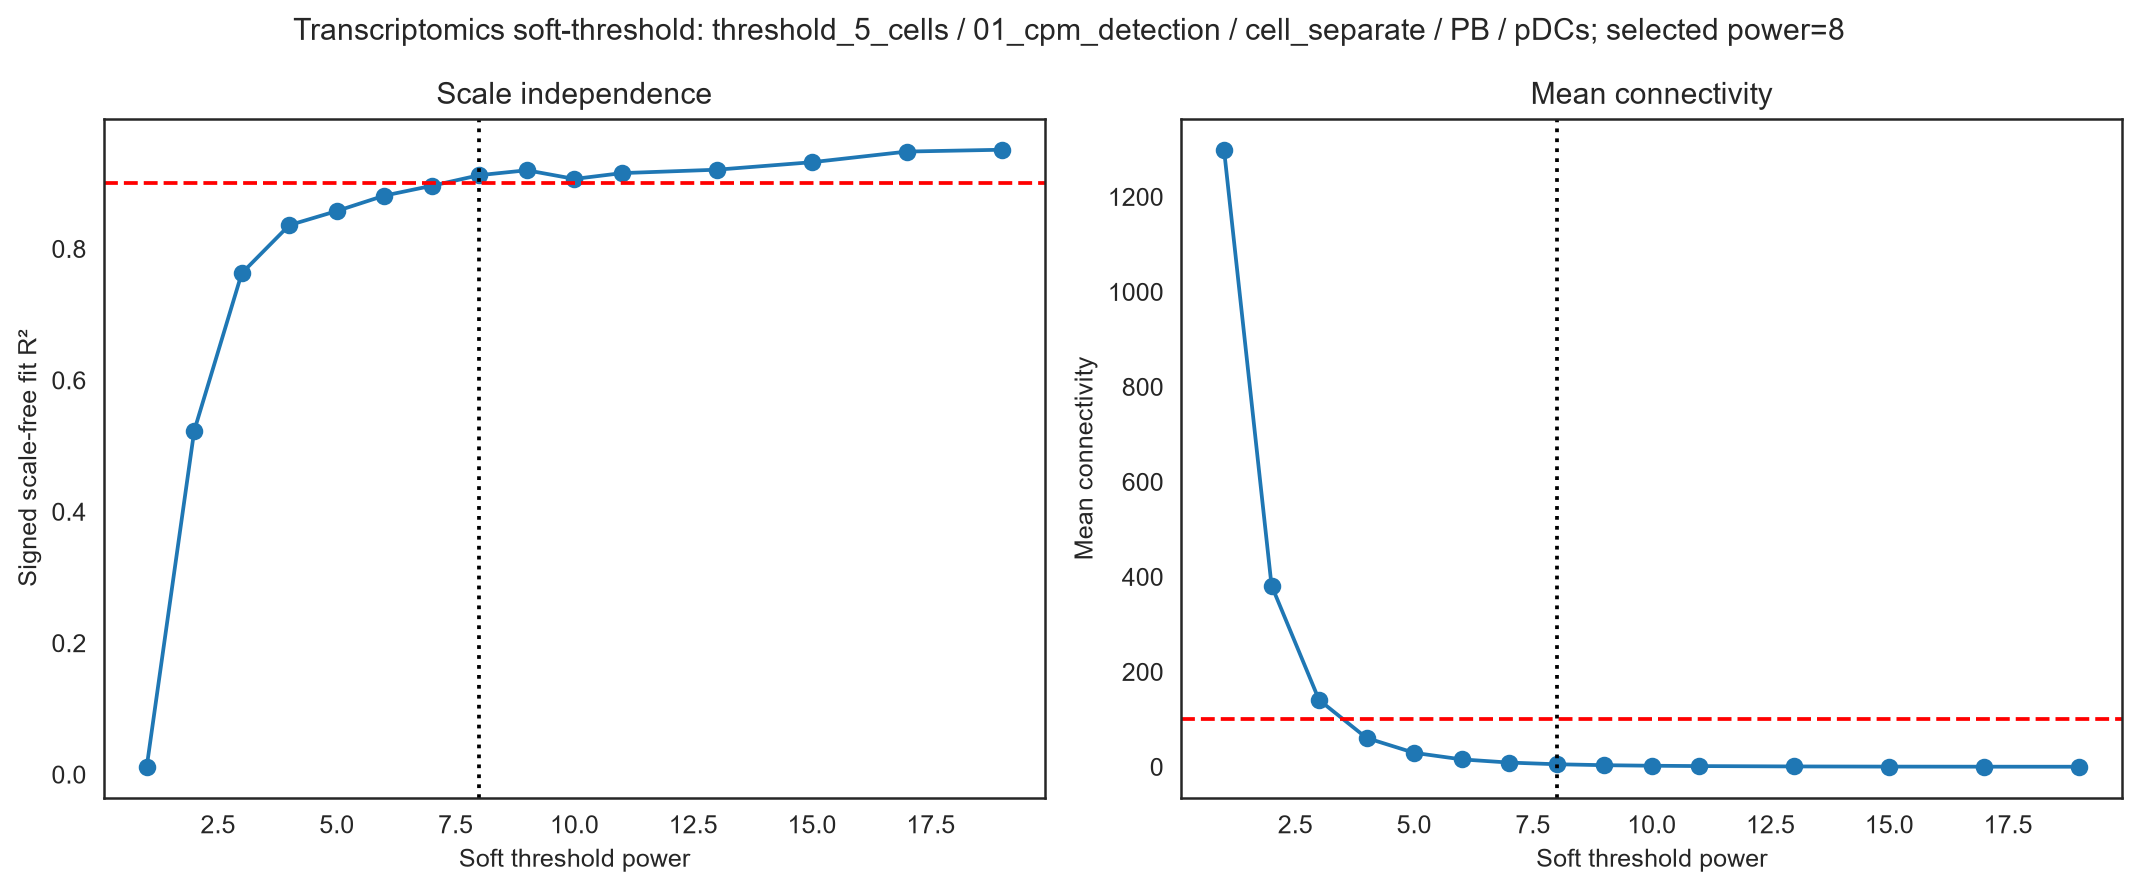 Transcriptomics soft-threshold: threshold_5_cells / 01_cpm_detection / cell_separate / PB / pDCs; selected power=8
Scale independence
Signed scale-free fit R²
0.8
0.6
0.4
0.2
0.0
2.5 5.0 7.5 10.0 12.5 15.0 17.5
Soft threshold power
Mean connectivity
Mean connectivity
1200
1000
800
600
400
200
0
2.5 5.0 7.5 10.0 12.5 15.0 17.5
Soft threshold power